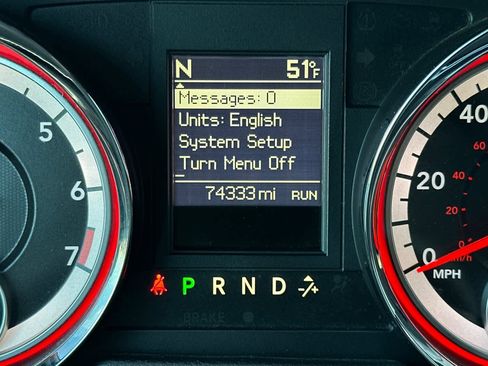 N 51°F
Messages: 0
Units: English
System Setup
Turn Menu Off
74333 mi RUN
P R N D -/+
BRAKE
5
6
7
40
20
0
MPH
60
40
20
0
km/h